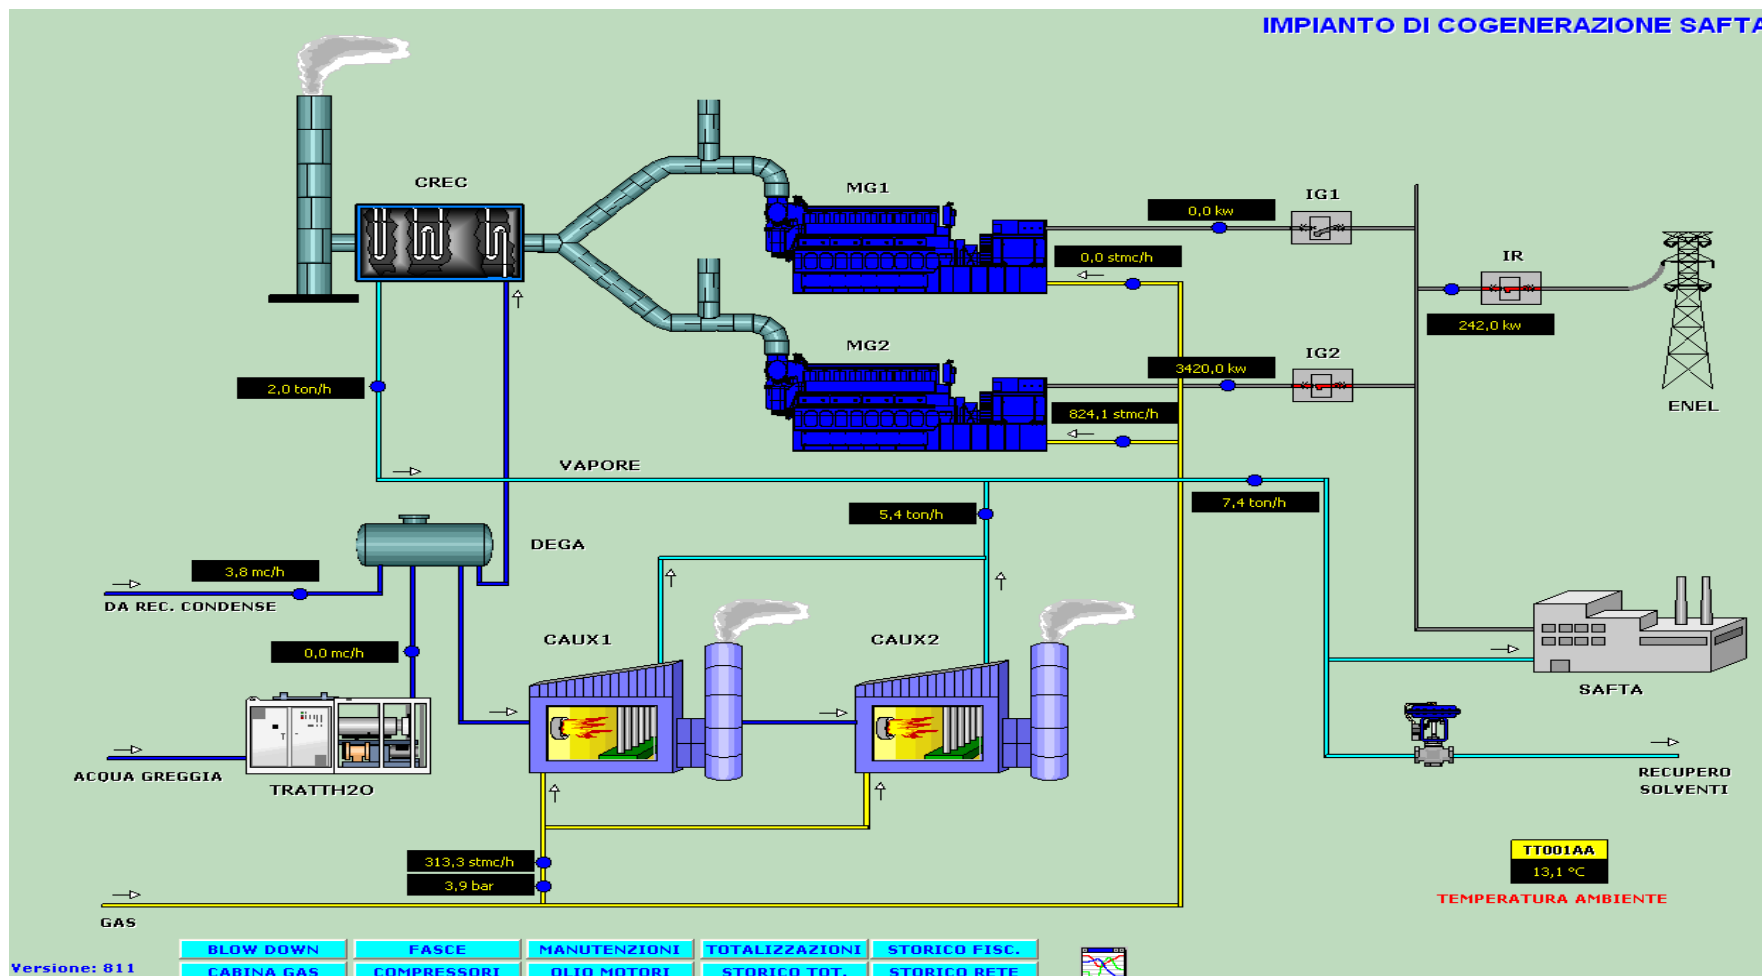 IMPIANTO DI COGENERAZIONE SAFTA
CREC
MG1
IG1
0,0 kw
0,0 stmc/h
IR
242,0 kw
MG2
IG2
3420,0 kw
ENEL
2,0 ton/h
824,1 stmc/h
VAPORE
7,4 ton/h
5,4 ton/h
DEGA
3,8 mc/h
DA REC. CONDENSE
CAUX1
CAUX2
0,0 mc/h
SAFTA
ACQUA GREGGIA
TRATTH2O
RECUPERO
SOLVENTI
313,3 stmc/h
3,9 bar
TT001AA
13,1 °C
TEMPERATURA AMBIENTE
GAS
BLOW DOWN
FASCE
MANUTENZIONI
TOTALIZZAZIONI
STORICO FISC.
Versione: 811
CABINA GAS
COMPRESSORI
OLIO MOTORI
STORICO TOT.
STORICO RETE